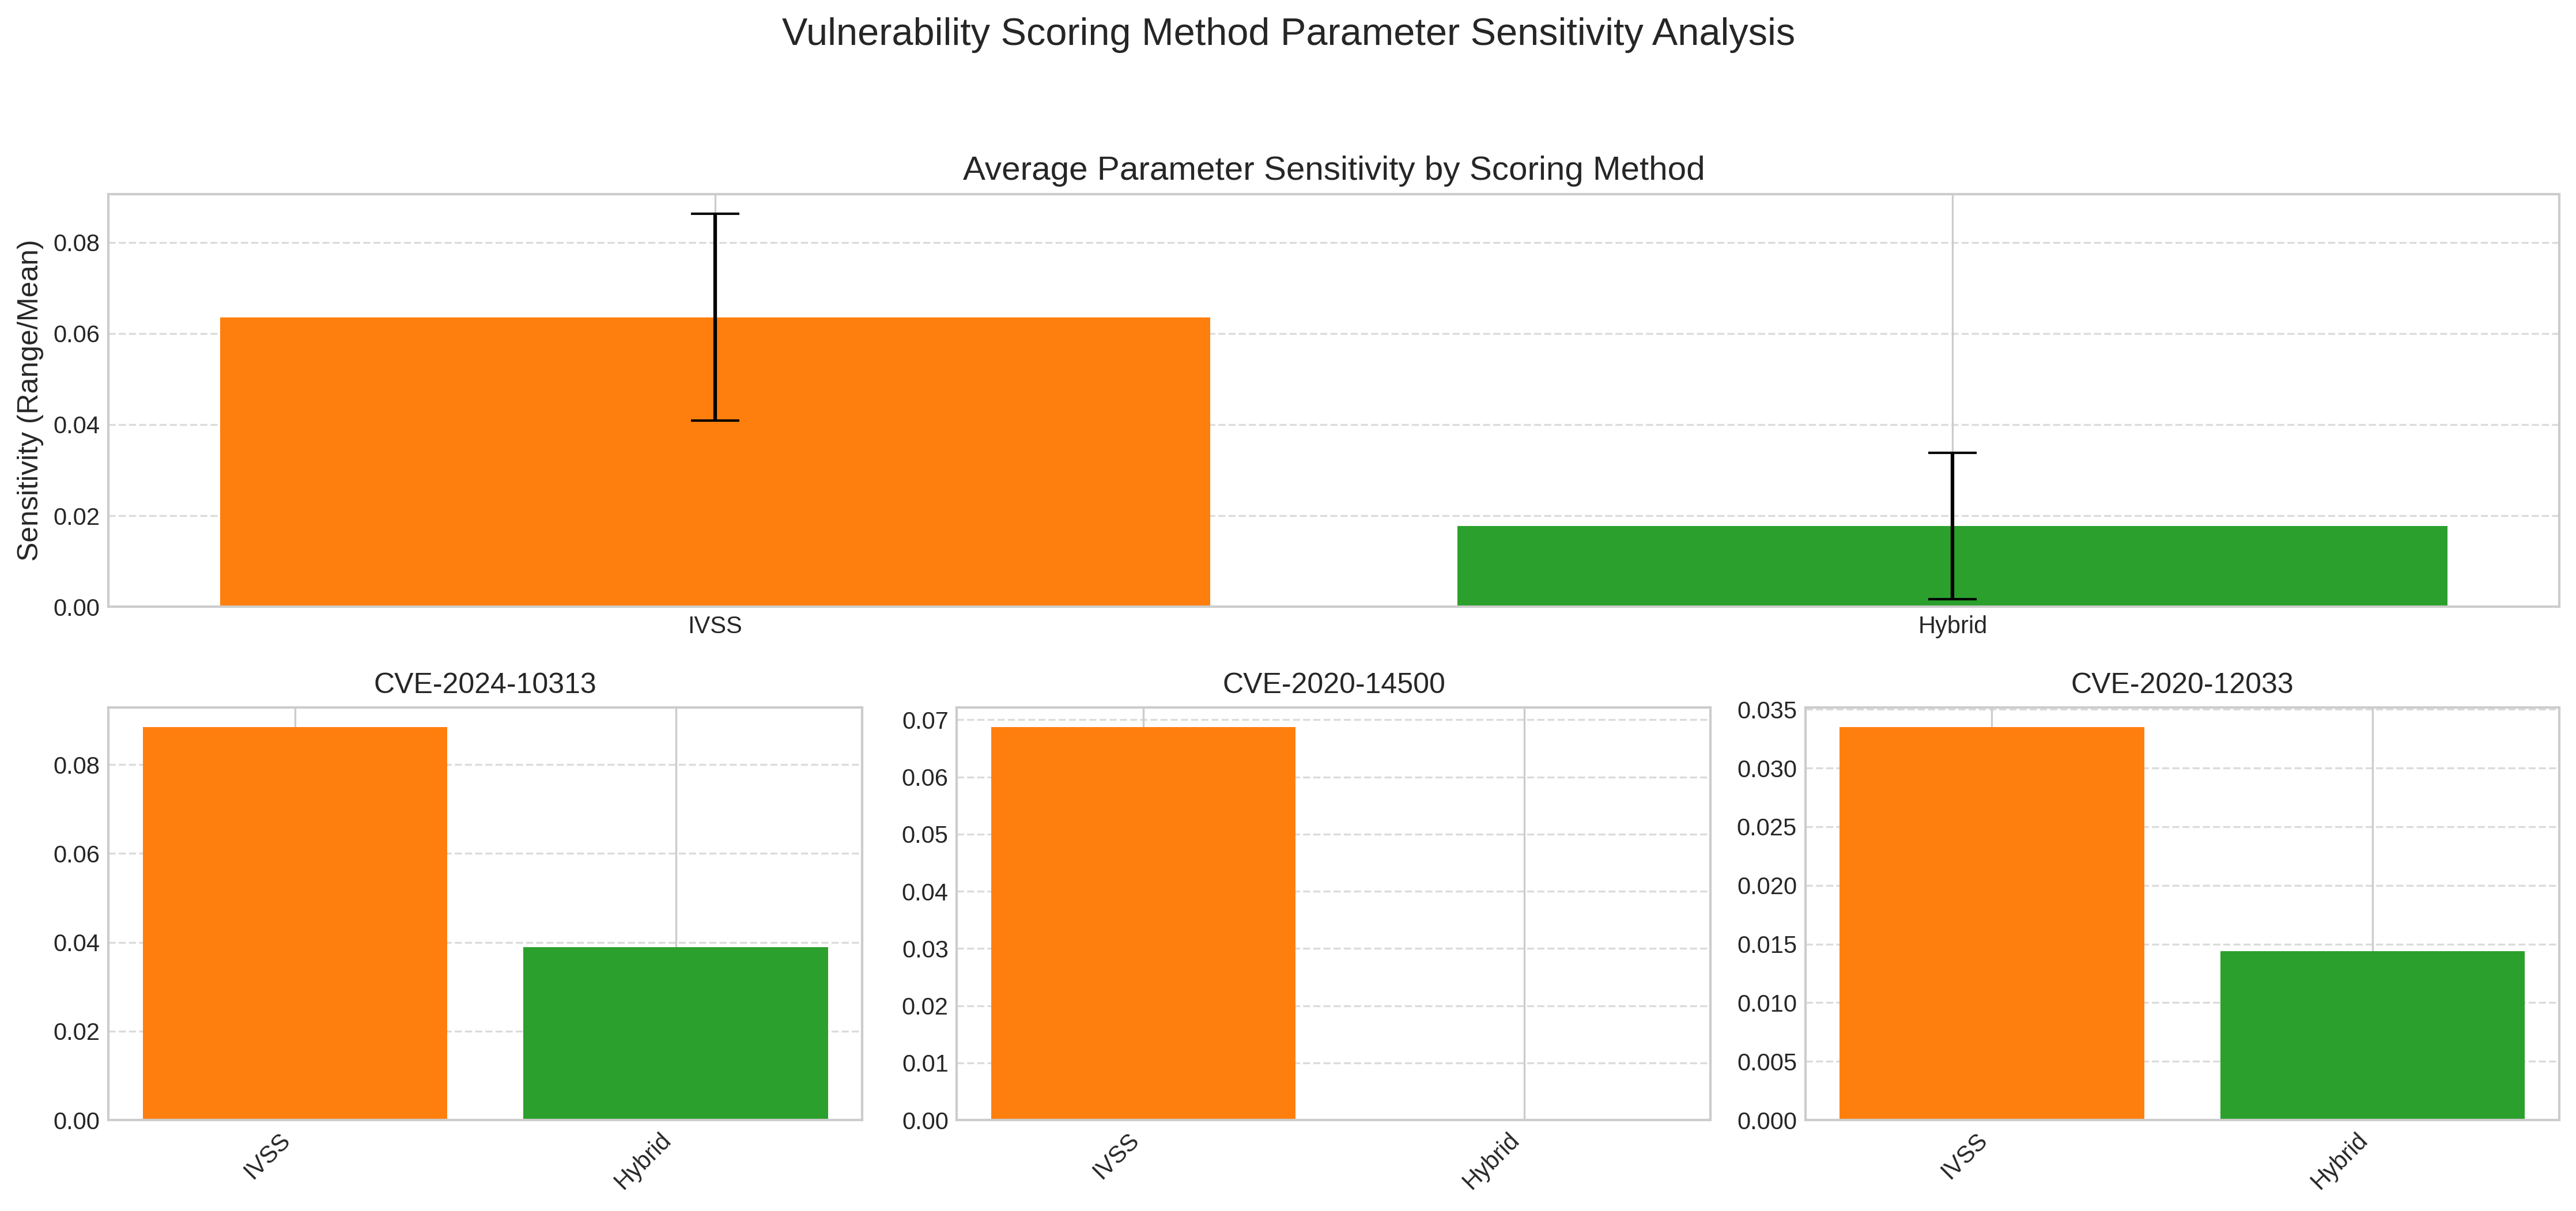 Vulnerability Scoring Method Parameter Sensitivity Analysis
Average Parameter Sensitivity by Scoring Method
Sensitivity (Range/Mean)
0.08
0.06
0.04
0.02
0.00
IVSS
Hybrid
CVE-2024-10313
0.08
0.06
0.04
0.02
0.00
IVSS
Hybrid
CVE-2020-14500
0.07
0.06
0.05
0.04
0.03
0.02
0.01
0.00
IVSS
Hybrid
CVE-2020-12033
0.035
0.030
0.025
0.020
0.015
0.010
0.005
0.000
IVSS
Hybrid